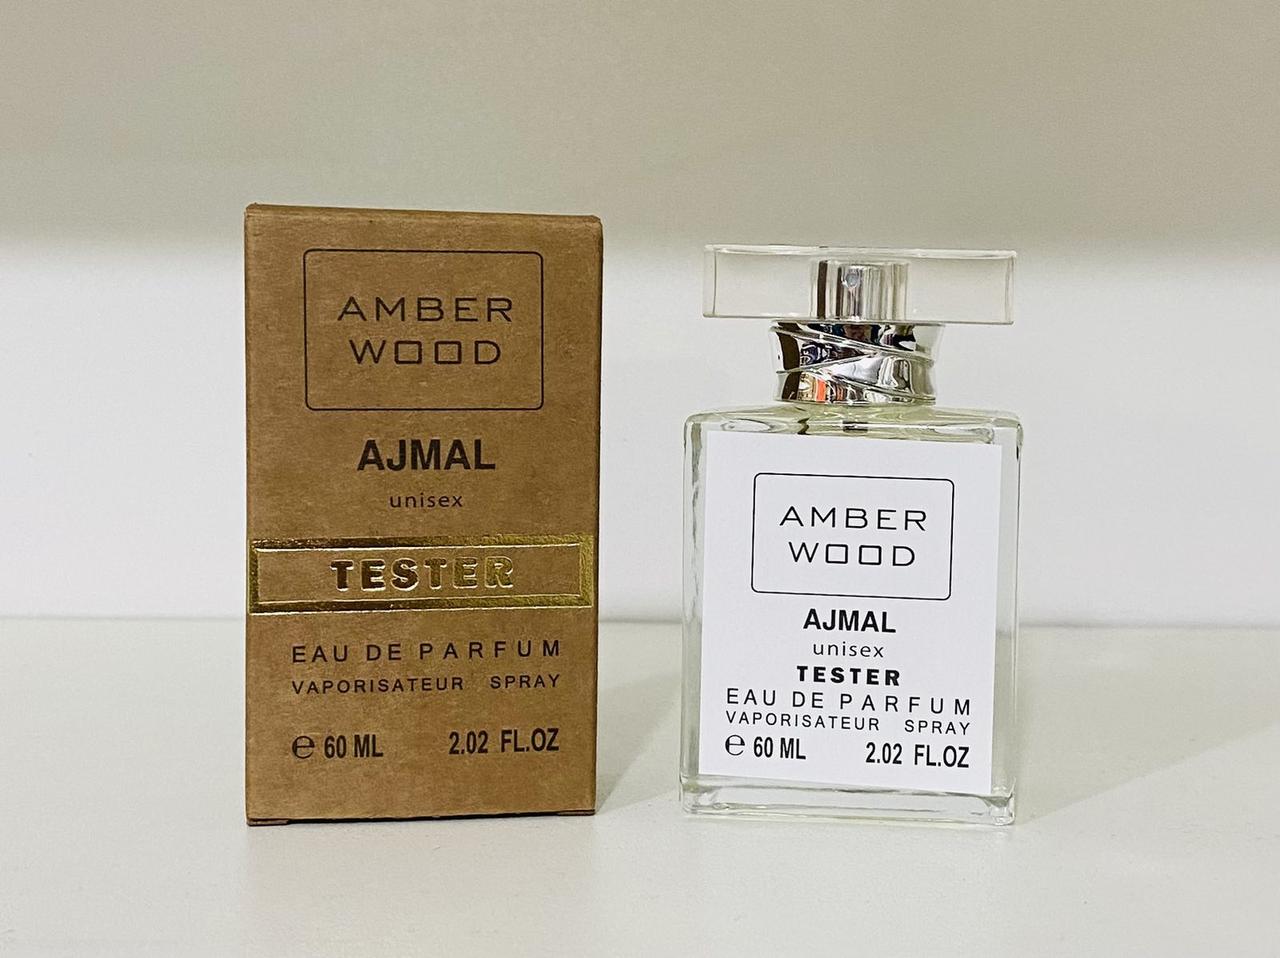 AMBER
WOOD
AJMAL
unisex
TESTER
EAU DE PARFUM
VAPORISATEUR SPRAY
℮ 60 ML 2.02 FL.OZ
AMBER
WOOD
AJMAL
unisex
TESTER
EAU DE PARFUM
VAPORISATEUR SPRAY
℮ 60 ML 2.02 FL.OZ